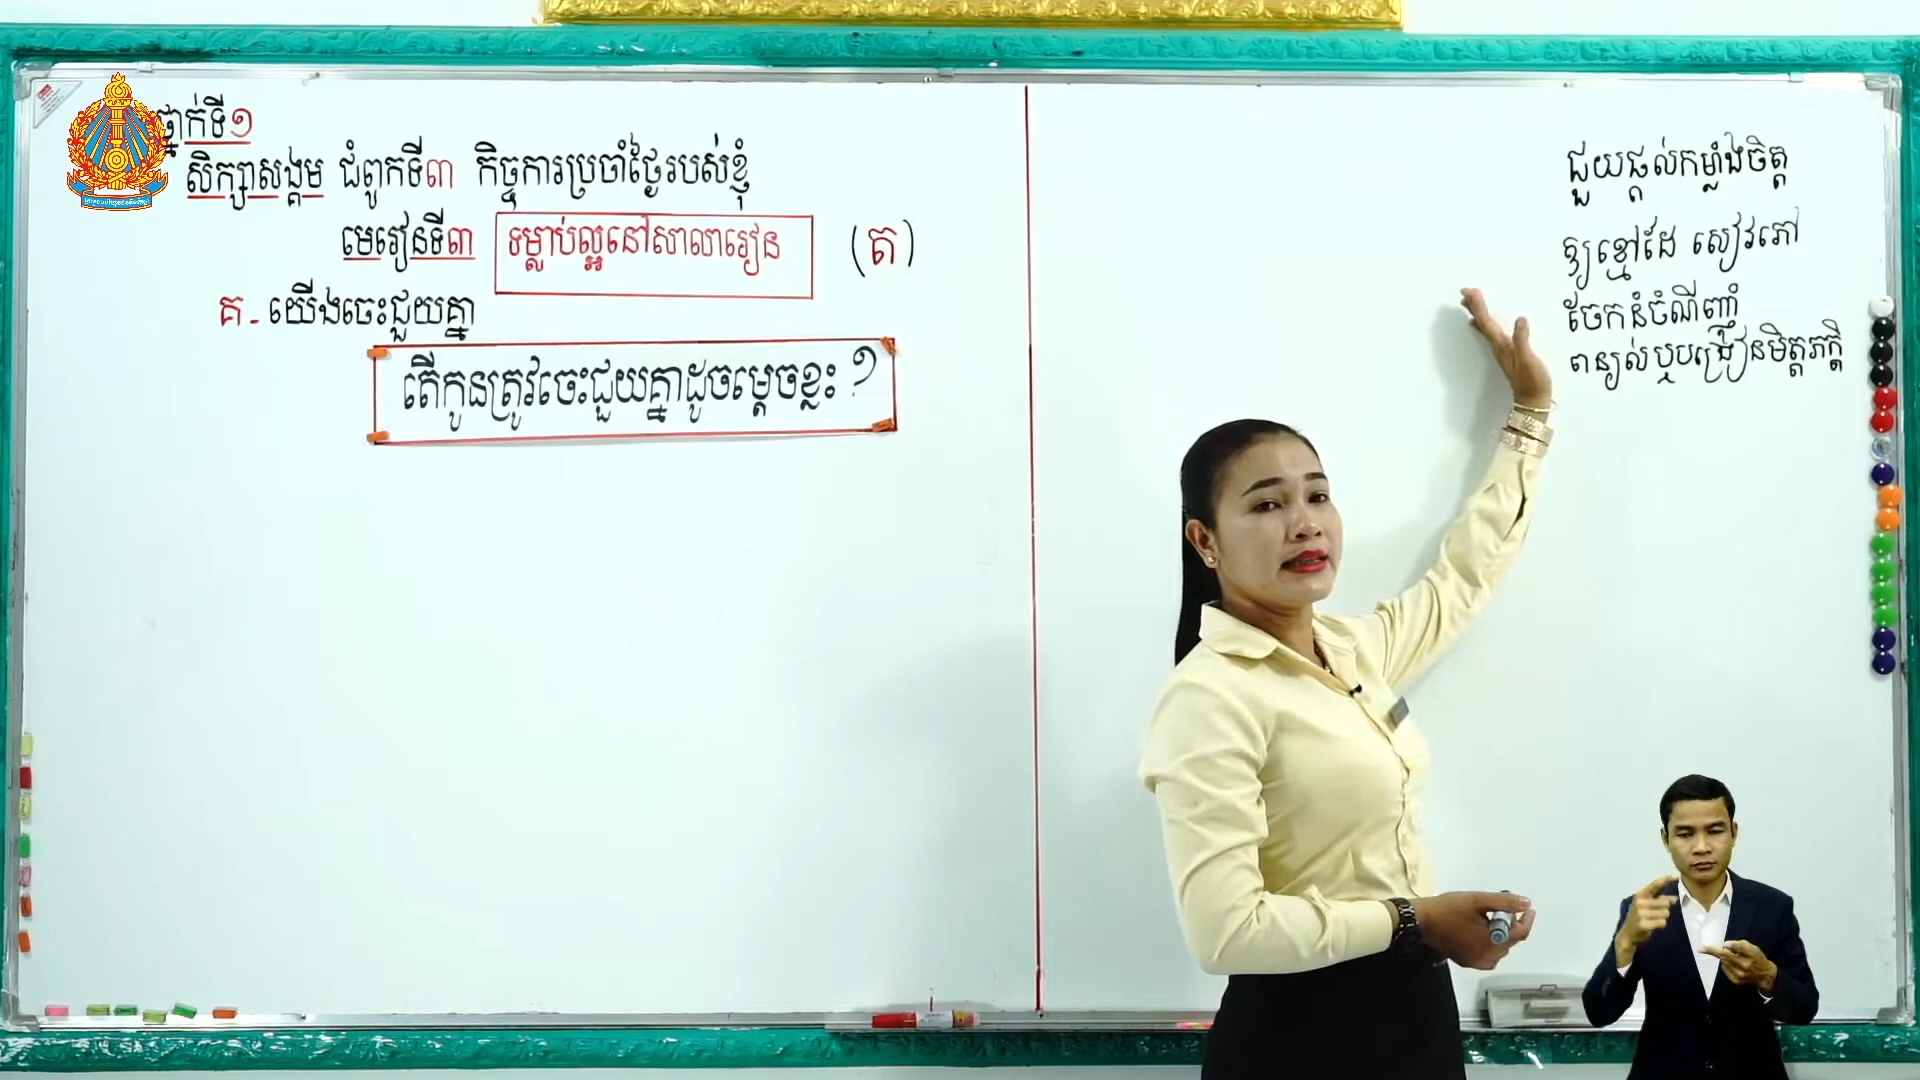 ថ្នាក់ទី១
សិក្សាសង្គម ជំពូកទី៣ កិច្ចការប្រចាំថ្ងៃរបស់ខ្ញុំ
មេរៀនទី៣ ទម្លាប់ល្អនៅសាលារៀន (ត)
គ - យើងចេះជួយគ្នា
តើកូនត្រូវចេះជួយគ្នាដូចម្ដេចខ្លះ ?
ជួយផ្ដល់កម្លាំងចិត្ត
ឱ្យខ្មៅដៃ សៀវភៅ
ចែកនំចំណីញ៉ាំ
ពន្យល់ឬបង្រៀនមិត្តភក្ដិ